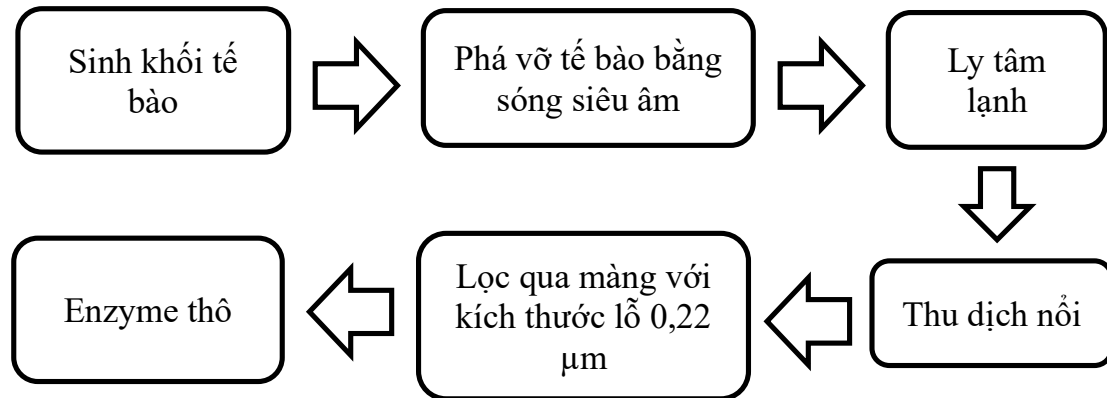 Sinh khối tế
bào
Phá vỡ tế bào bằng
sóng siêu âm
Ly tâm
lạnh
Thu dịch nổi
Lọc qua màng với
kích thước lỗ 0,22
µm
Enzyme thô